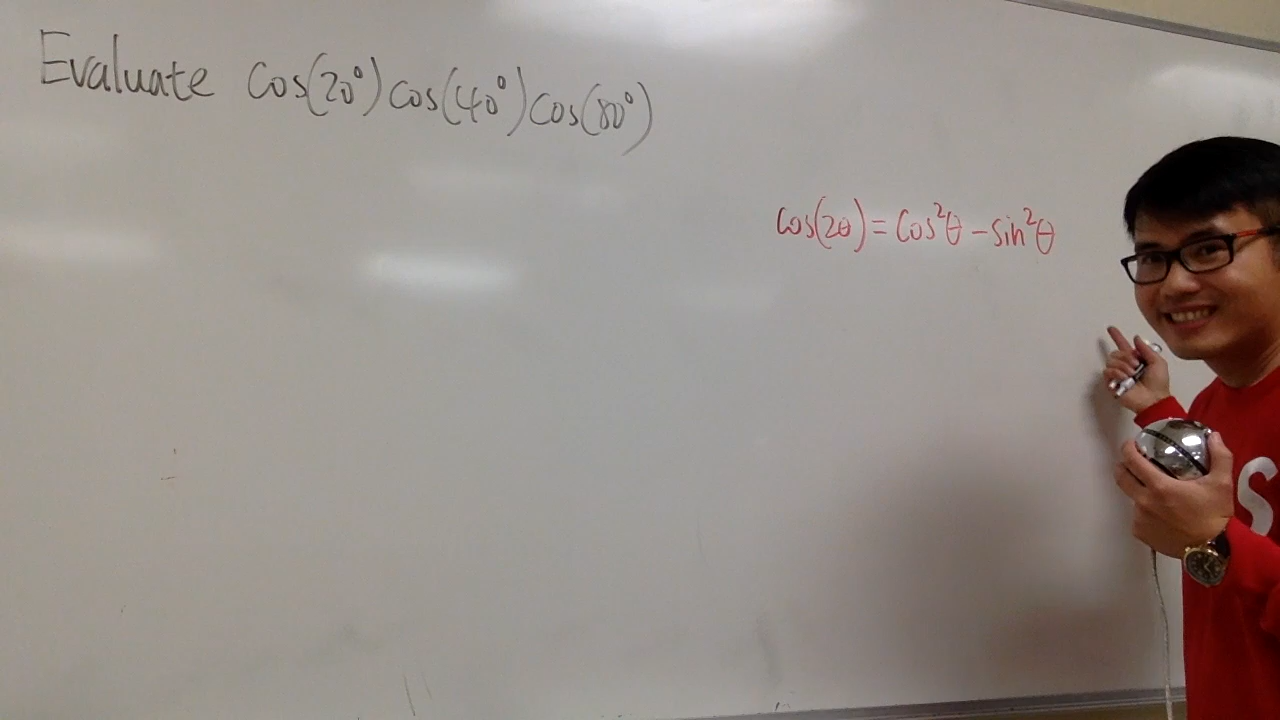 Evaluate cos(20°)cos(40°)cos(80°)
cos(2θ) = cos²θ - sin²θ
S